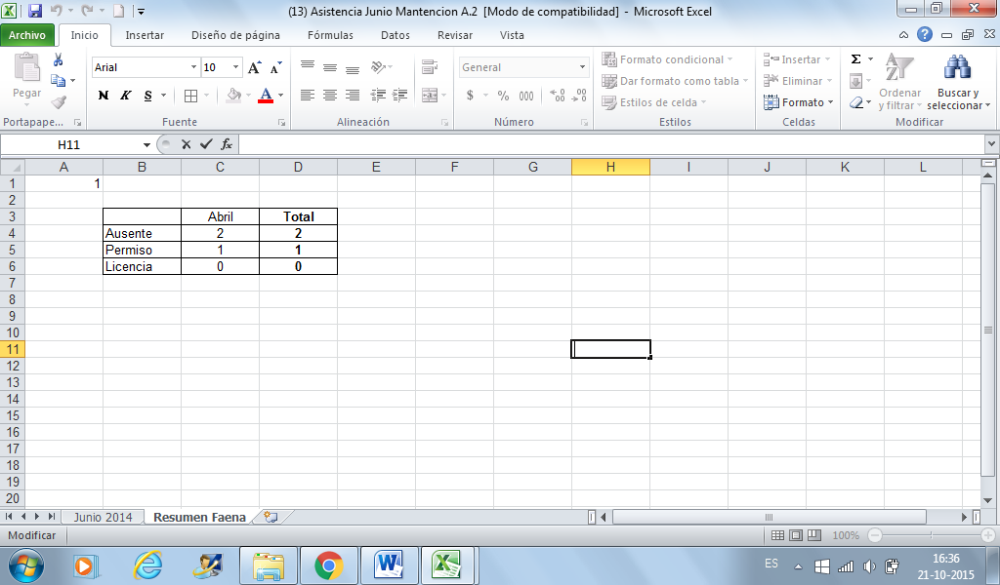 (13) Asistencia Junio Mantencion A.2 [Modo de compatibilidad] - Microsoft Excel
Archivo Inicio Insertar Diseño de página Fórmulas Datos Revisar Vista
Pegar
Arial 10 A A
N K S A
General
$ % 000
Formato condicional
Dar formato como tabla
Estilos de celda
Insertar
Eliminar
Formato
Σ
Ordenar y filtrar
Buscar y seleccionar
Portapape... Fuente Alineación Número Estilos Celdas Modificar
H11 fx
A B C D E F G H I J K L
1 1
2
3 Abril Total
4 Ausente 2 2
5 Permiso 1 1
6 Licencia 0 0
7
8
9
10
11
12
13
14
15
16
17
18
19
20
Junio 2014 Resumen Faena
Modificar 100%
ES 16:36
21-10-2015